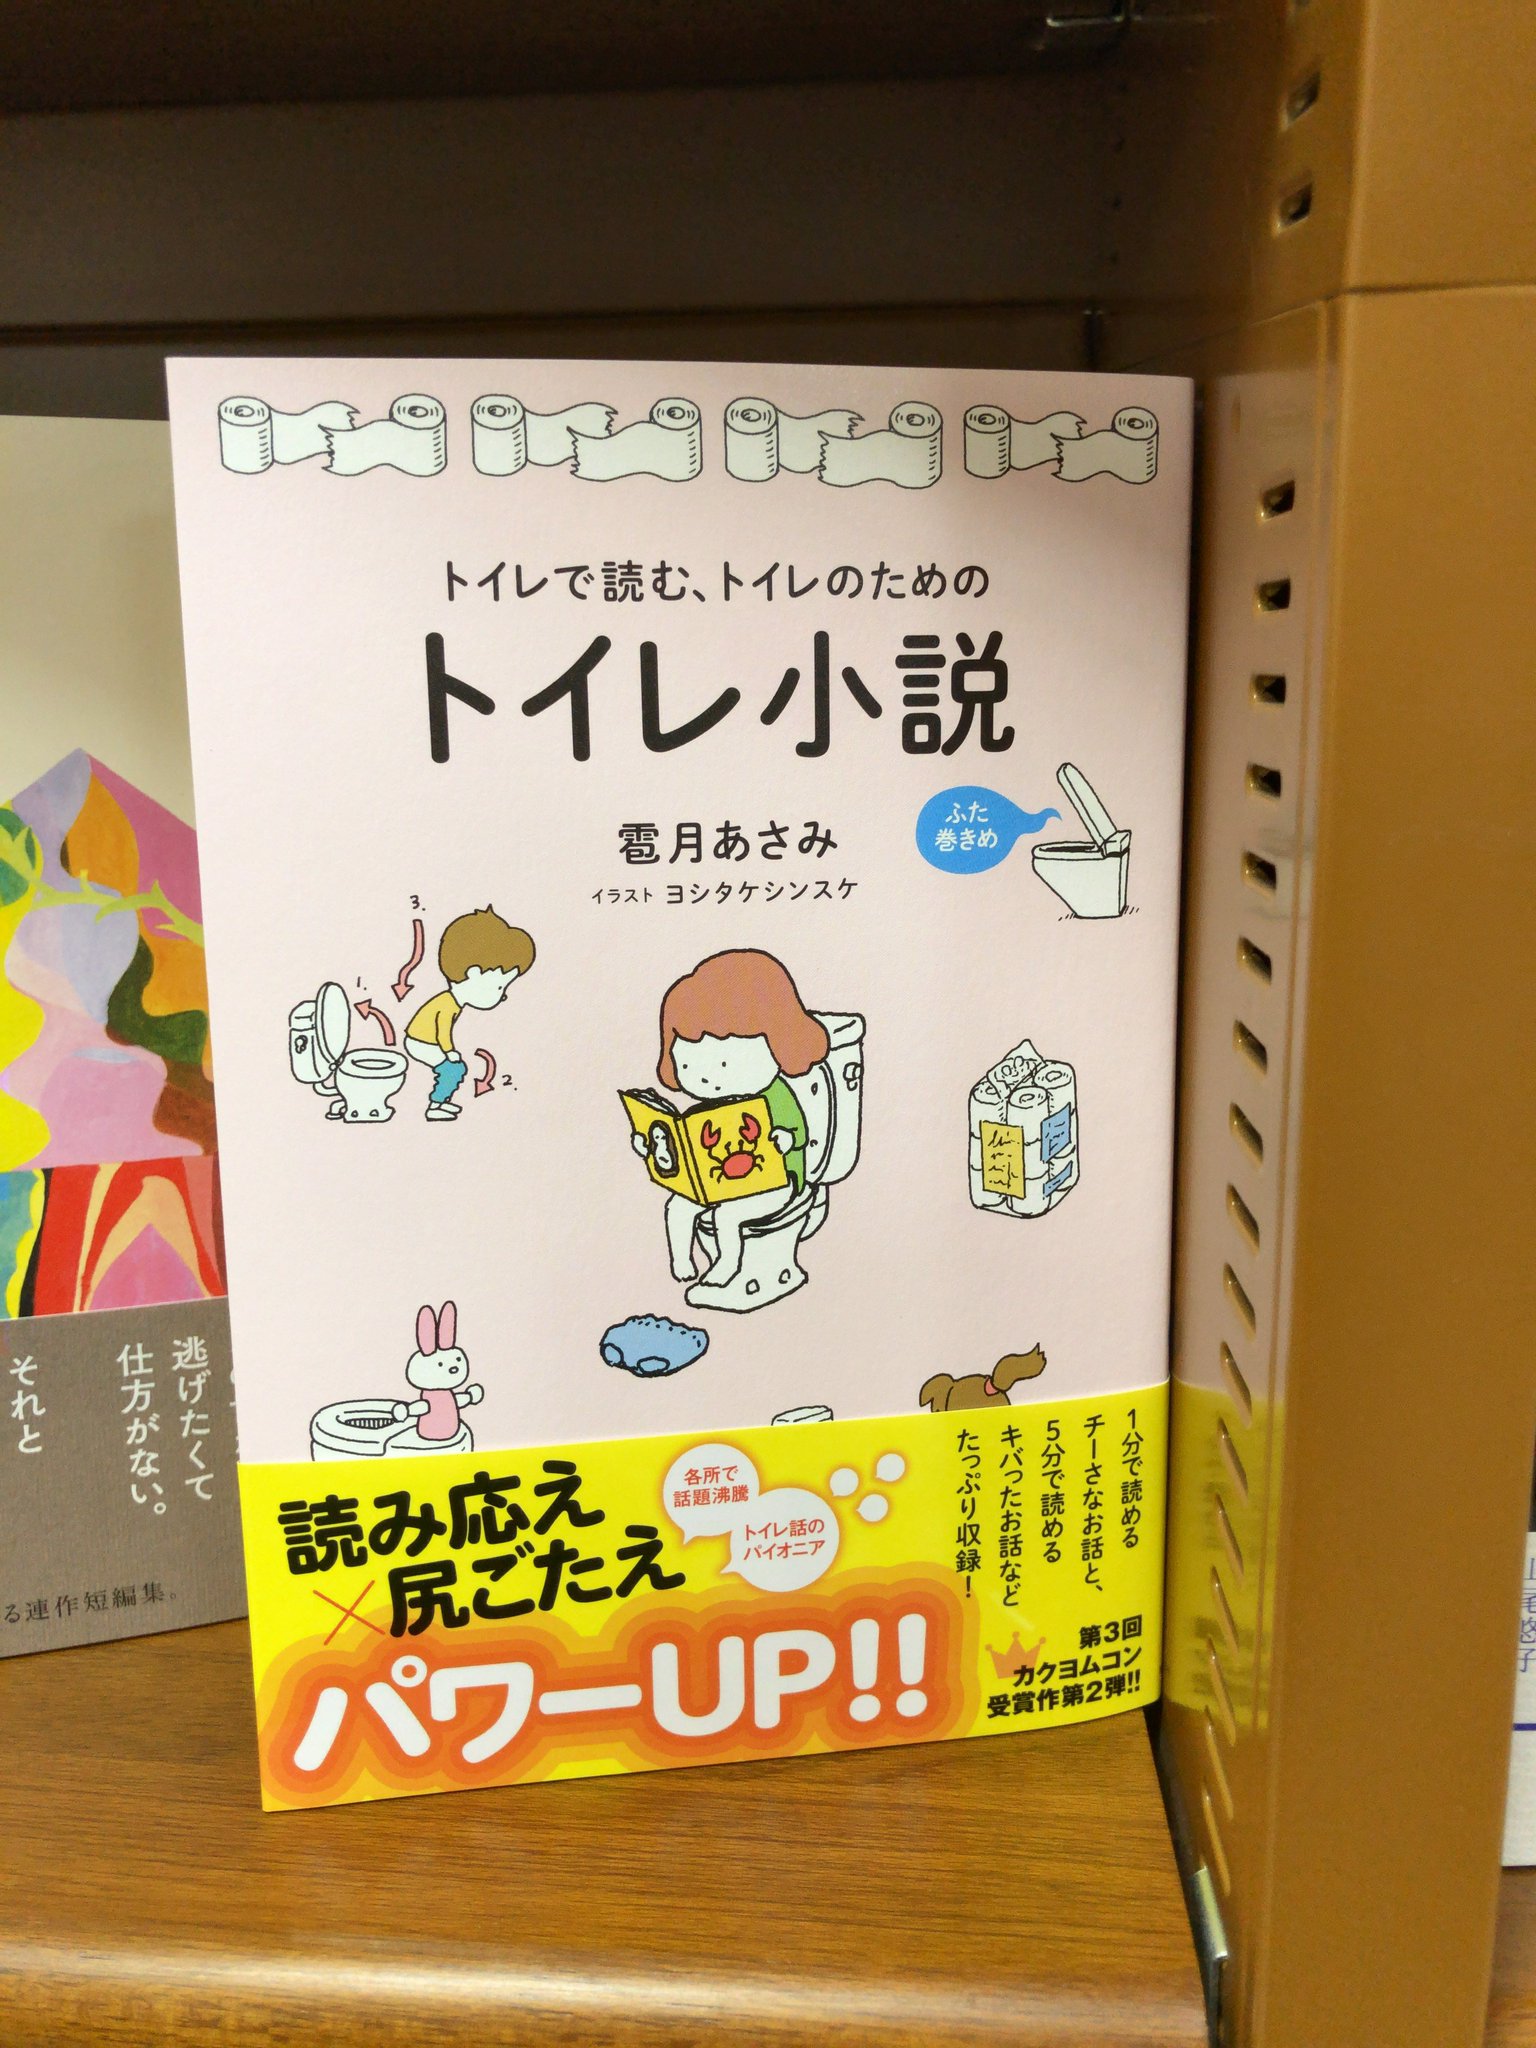 トイレで読む、トイレのための
トイレ小説
ふた
巻きめ
雹月あさみ
イラスト ヨシタケシンスケ
3.
1.
2.
読み応え
×尻ごたえ
パワーUP!!
各所で
話題沸騰
トイレ話の
パイオニア
1分で読める
チーさなお話と、
5分で読める
キバったお話など
たっぷり収録!
第3回
カクヨムコン
受賞作第2弾!!
逃げたくて
仕方がない。
それと
る連作短編集。